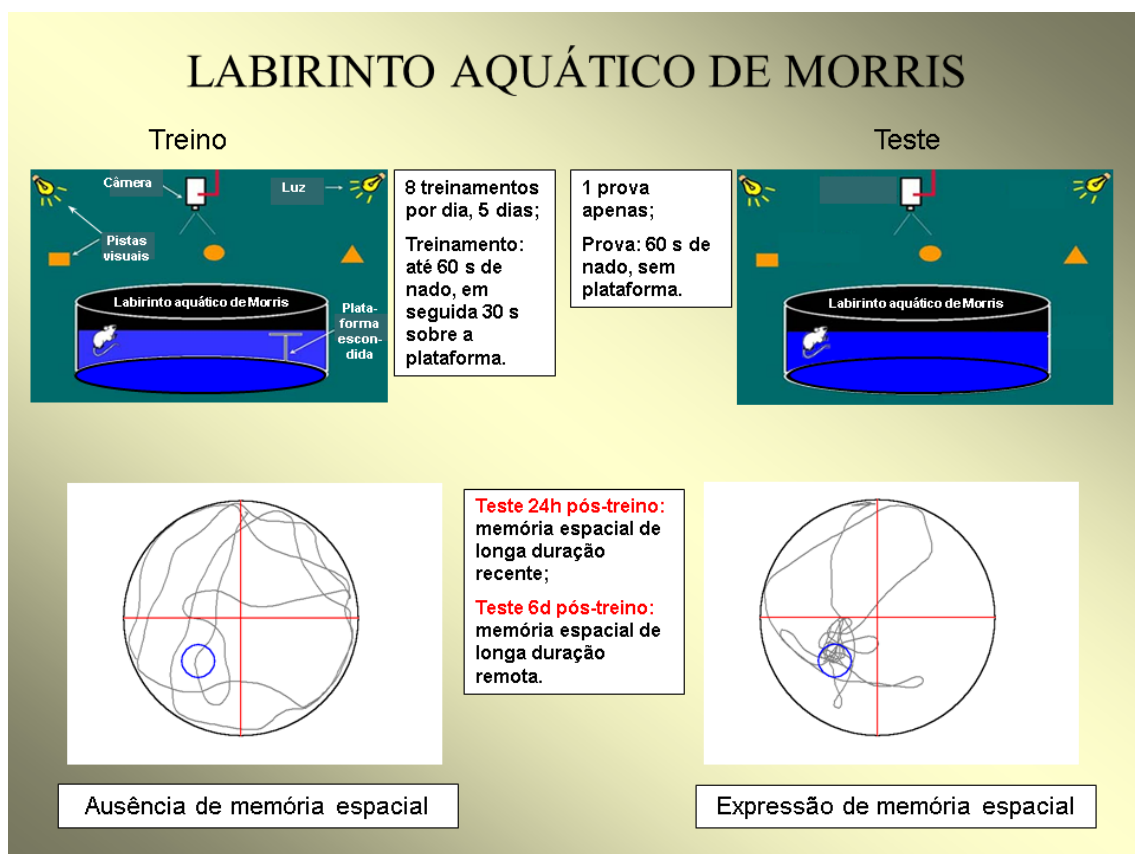 LABIRINTO AQUÁTICO DE MORRIS
Treino
Teste
Câmera
Luz
Pistas
visuais
Labirinto aquático de Morris
Plata-
forma
escon-
dida
8 treinamentos
por dia, 5 dias;
Treinamento:
até 60 s de
nado, em
seguida 30 s
sobre a
plataforma.
1 prova
apenas;
Prova: 60 s de
nado, sem
plataforma.
Labirinto aquático de Morris
Teste 24h pós-treino:
memória espacial de
longa duração
recente;
Teste 6d pós-treino:
memória espacial de
longa duração
remota.
Ausência de memória espacial
Expressão de memória espacial